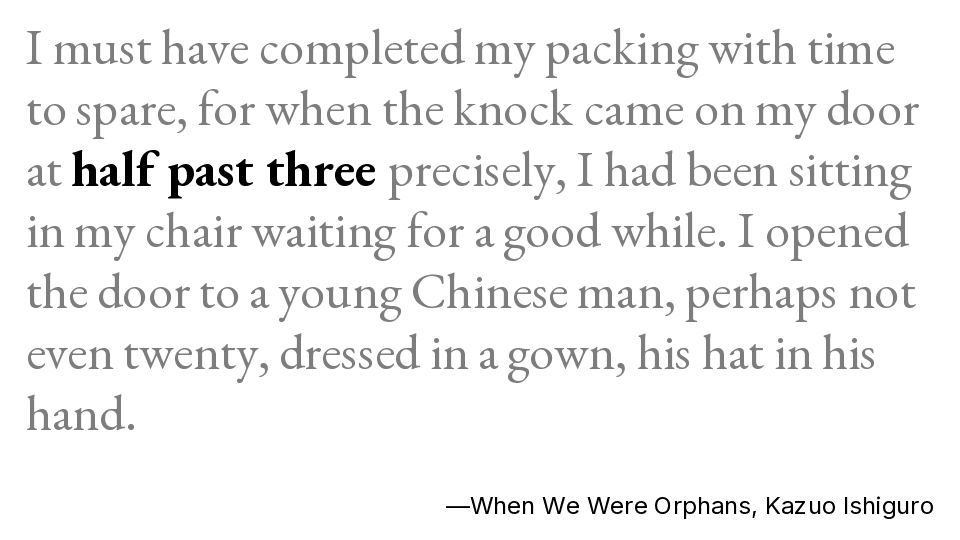 I must have completed my packing with time
to spare, for when the knock came on my door
at half past three precisely, I had been sitting
in my chair waiting for a good while. I opened
the door to a young Chinese man, perhaps not
even twenty, dressed in a gown, his hat in his
hand.
—When We Were Orphans, Kazuo Ishiguro